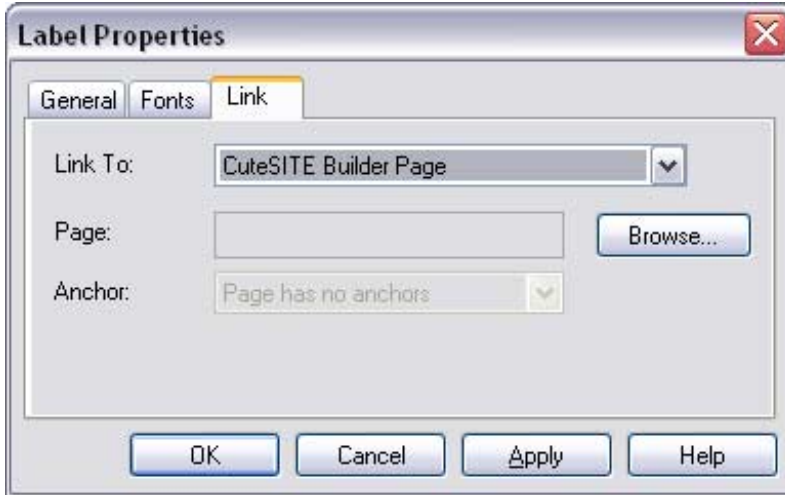 Label Properties
General Fonts Link
Link To: CuteSITE Builder Page
Page: Browse...
Anchor: Page has no anchors
OK Cancel Apply Help